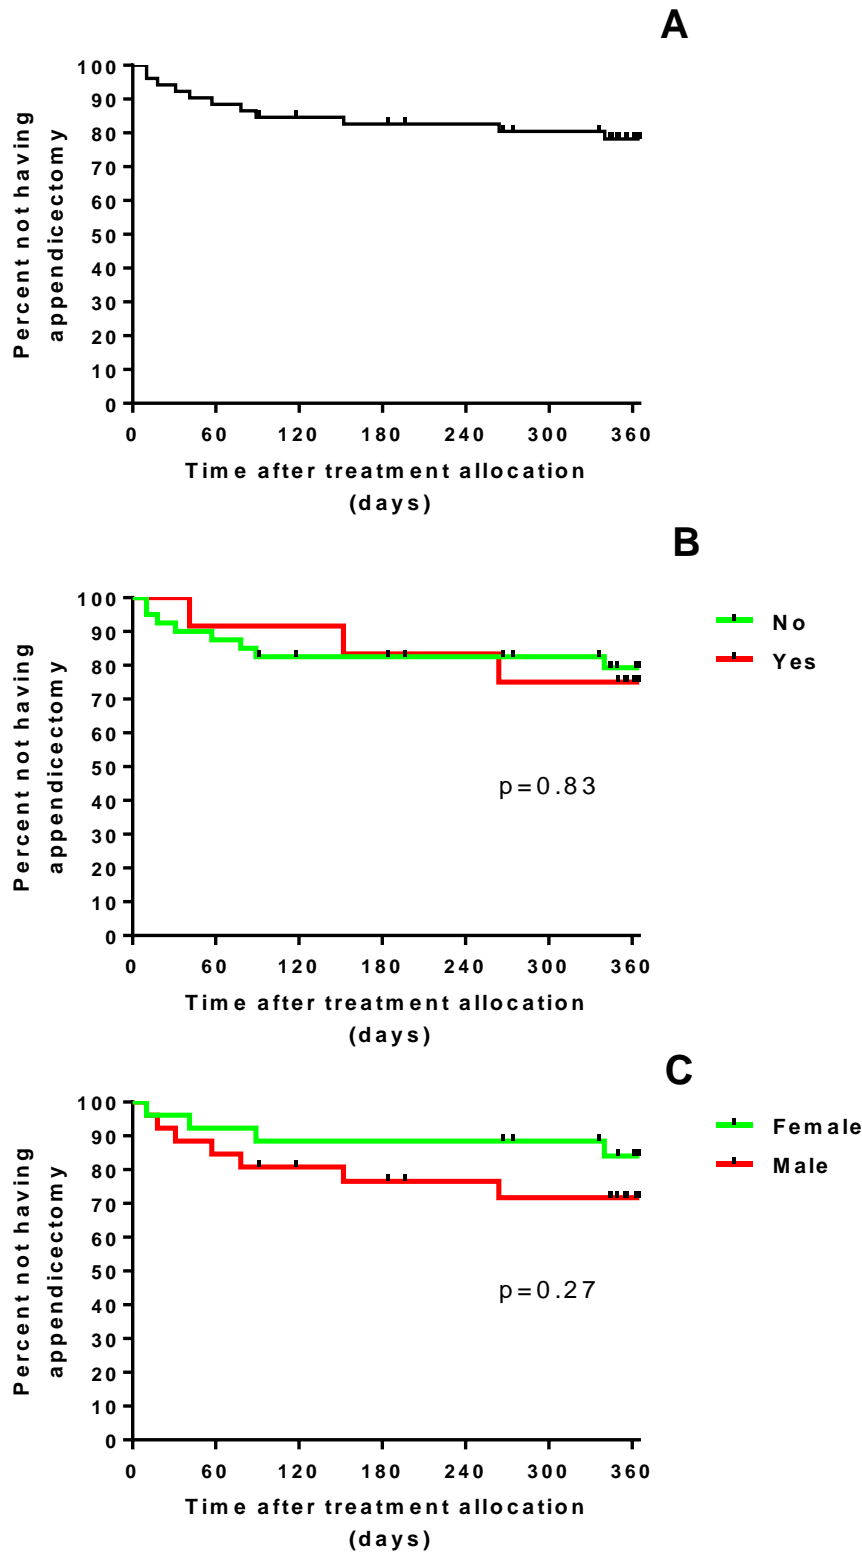 A
100
90
80
70
60
50
40
30
20
10
0
Percent not having
appendicectomy
0 60 120 180 240 300 360
Time after treatment allocation
(days)
B
100
90
80
70
60
50
40
30
20
10
0
Percent not having
appendicectomy
No
Yes
p=0.83
0 60 120 180 240 300 360
Time after treatment allocation
(days)
C
100
90
80
70
60
50
40
30
20
10
0
Percent not having
appendicectomy
Female
Male
p=0.27
0 60 120 180 240 300 360
Time after treatment allocation
(days)